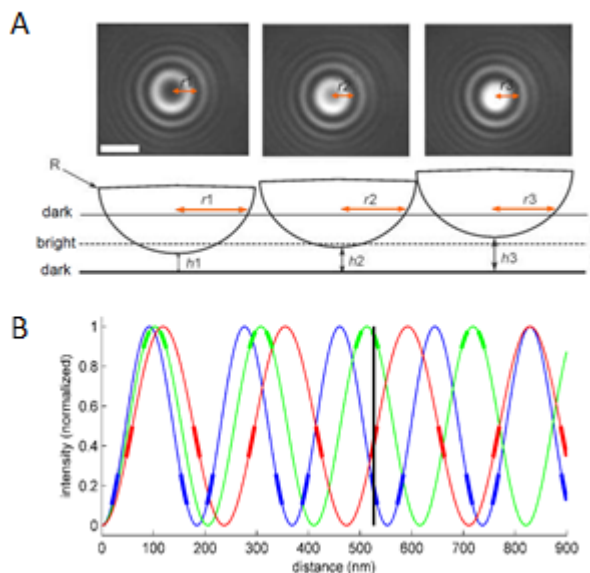 A
r1
r2
r3
R
r1
r2
r3
dark
bright
h1
h2
h3
dark
B
intensity (normalized)
1
0.8
0.6
0.4
0.2
0
0 100 200 300 400 500 600 700 800 900
distance (nm)